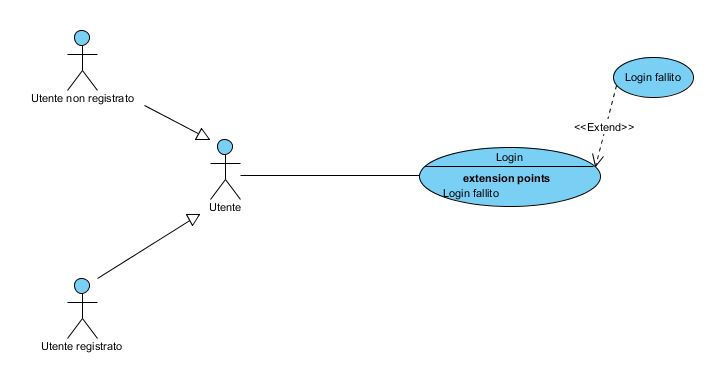 Utente non registrato
Login fallito
<<Extend>>
Login
extension points
Login fallito
Utente
Utente registrato